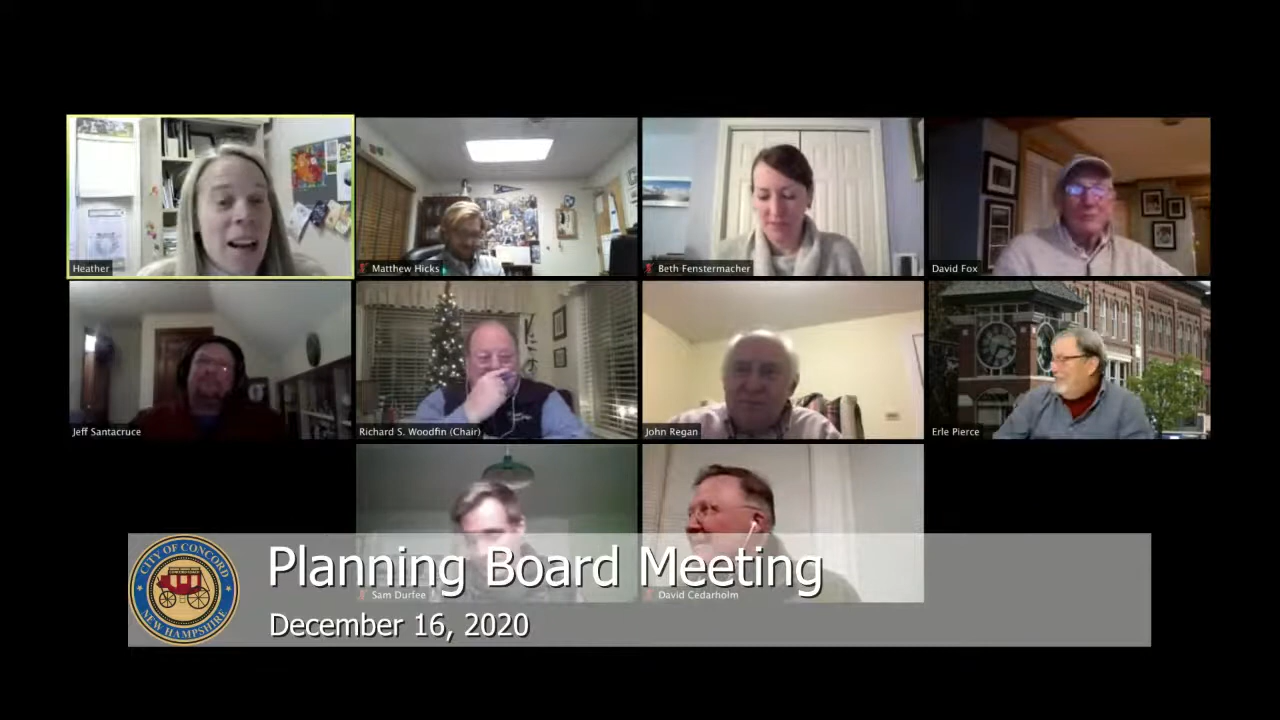 Heather
Matthew Hicks
Beth Fenstermacher
David Fox
Jeff Santacruce
Richard S. Woodfin (Chair)
John Regan
Erle Pierce
Sam Durfee
David Cedarholm
CITY OF CONCORD
NEW HAMPSHIRE
Planning Board Meeting
December 16, 2020